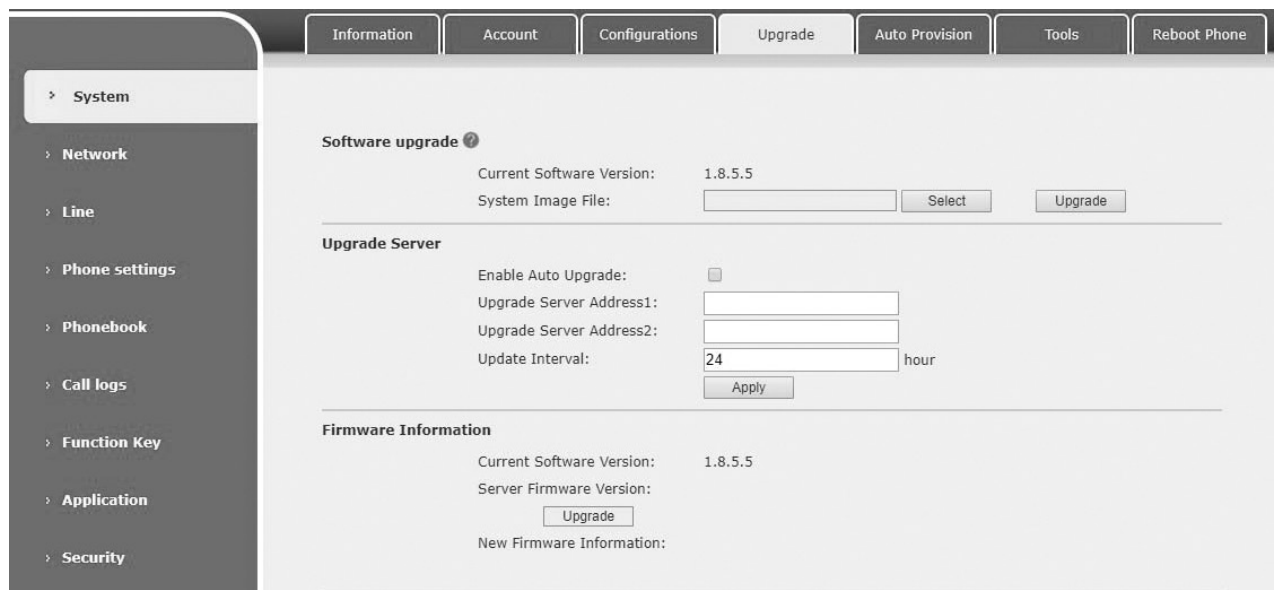 Information Account Configurations Upgrade Auto Provision Tools Reboot Phone
› System
› Network
› Line
› Phone settings
› Phonebook
› Call logs
› Function Key
› Application
› Security
Software upgrade ?
Current Software Version: 1.8.5.5
System Image File: Select Upgrade
Upgrade Server
Enable Auto Upgrade:
Upgrade Server Address1:
Upgrade Server Address2:
Update Interval: 24 hour
Apply
Firmware Information
Current Software Version: 1.8.5.5
Server Firmware Version:
Upgrade
New Firmware Information: